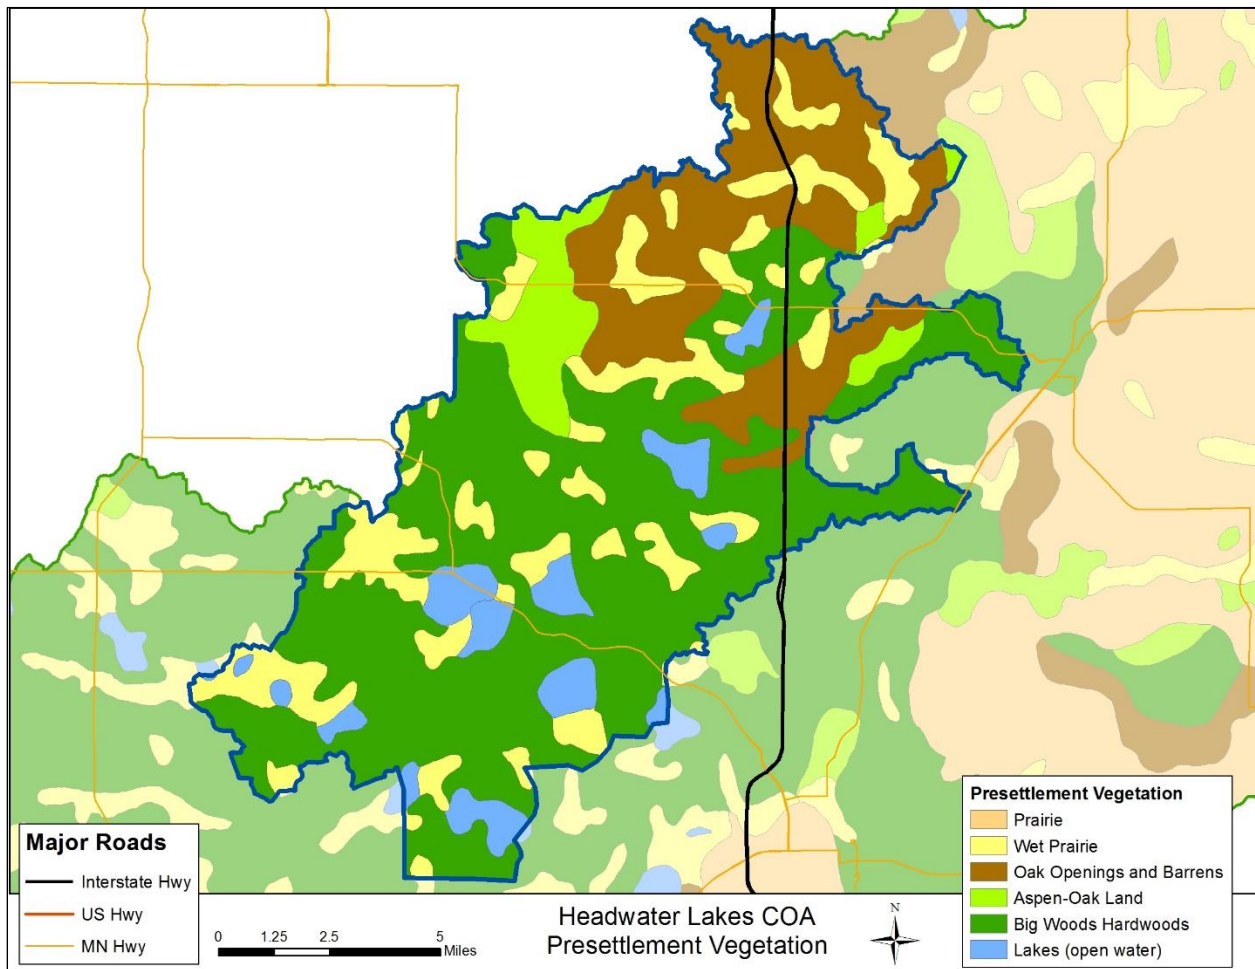 Major Roads
Interstate Hwy
US Hwy
MN Hwy
0 1.25 2.5 5
Miles
Headwater Lakes COA
Presettlement Vegetation
N
Presettlement Vegetation
Prairie
Wet Prairie
Oak Openings and Barrens
Aspen-Oak Land
Big Woods Hardwoods
Lakes (open water)